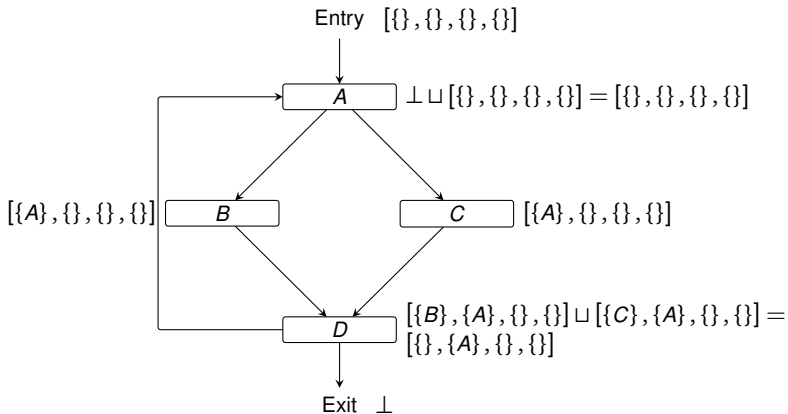 Entry [{}, {}, {}, {}]
A ⊥ ⊔ [{}, {}, {}, {}] = [{}, {}, {}, {}]
[{A}, {}, {}, {}] B C [{A}, {}, {}, {}]
[{B}, {A}, {}, {}] ⊔ [{C}, {A}, {}, {}] =
D [{}, {A}, {}, {}]
Exit ⊥